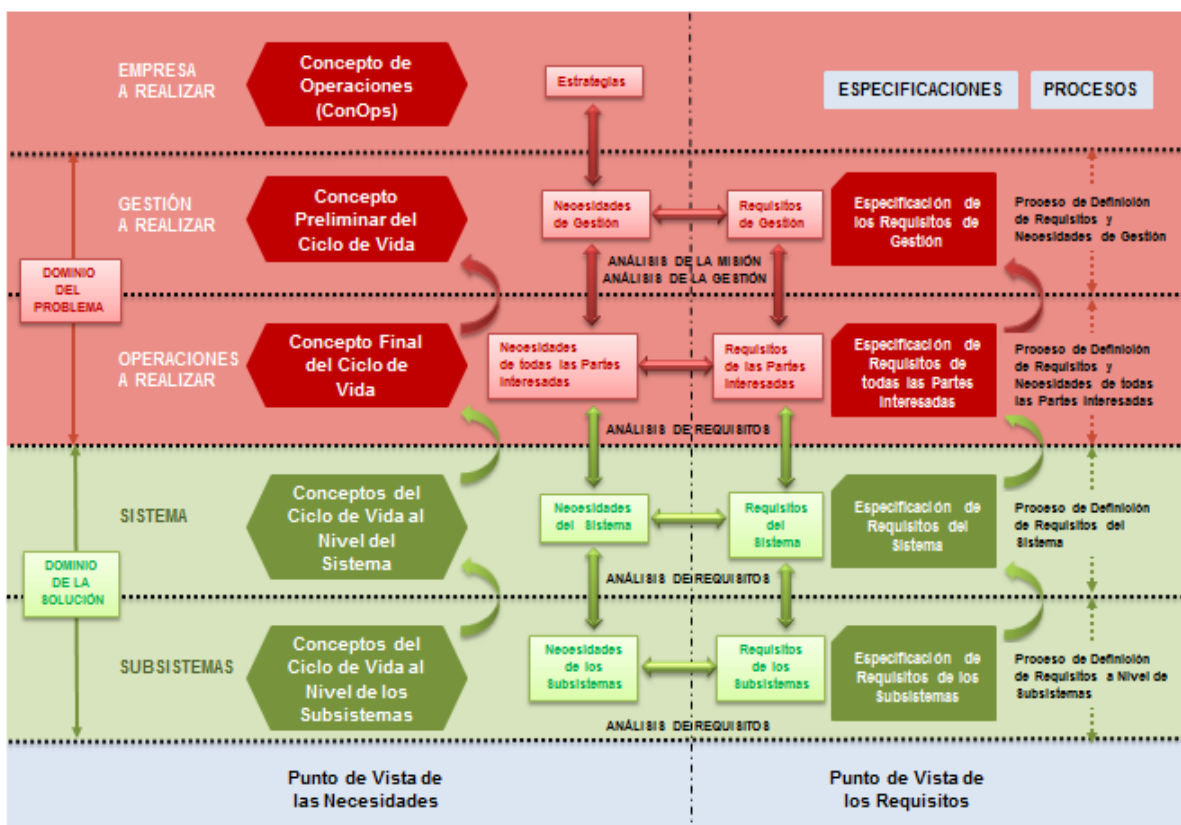 EMPRESA
A REALIZAR
Concepto de
Operaciones
(ConOps)
Estrategias
ESPECIFICACIONES
PROCESOS
GESTIÓN
A REALIZAR
Concepto
Preliminar del
Ciclo de Vida
Necesidades
de Gestión
Requisitos
de Gestión
Especificación de
los Requisitos de
Gestión
Proceso de Definición
de Requisitos y
Necesidades de Gestión
ANÁLISIS DE LA MISIÓN
ANÁLISIS DE LA GESTIÓN
DOMINIO
DEL
PROBLEMA
OPERACIONES
A REALIZAR
Concepto Final
del Ciclo de
Vida
Necesidades
de todas las Partes
Interesadas
Requisitos
de las Partes
Interesadas
Especificación de
Requisitos de
todas las Partes
Interesadas
Proceso de Definición
de Requisitos y
Necesidades de todas
las Partes Interesadas
ANÁLISIS DE REQUISITOS
SISTEMA
Conceptos del
Ciclo de Vida al
Nivel del
Sistema
Necesidades
del Sistema
Requisitos
del
Sistema
Especificación de
Requisitos del
Sistema
Proceso de Definición
de Requisitos del
Sistema
ANÁLISIS DE REQUISITOS
DOMINIO
DE LA
SOLUCIÓN
SUBSISTEMAS
Conceptos del
Ciclo de Vida al
Nivel de los
Subsistemas
Necesidades
de los
Subsistemas
Requisitos
de los
Subsistemas
Especificación de
Requisitos de los
Subsistemas
Proceso de Definición
de Requisitos a Nivel de
Subsistemas
ANÁLISIS DE REQUISITOS
Punto de Vista de
las Necesidades
Punto de Vista de
los Requisitos